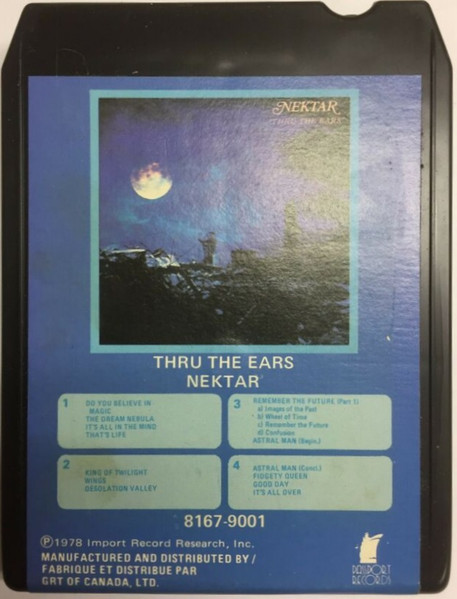 NEKTAR
THRU THE EARS
THRU THE EARS
NEKTAR
1
DO YOU BELIEVE IN
MAGIC
THE DREAM NEBULA
IT'S ALL IN THE MIND
THAT'S LIFE
3
REMEMBER THE FUTURE (Part 1)
a) Images of the Past
b) Wheel of Time
c) Remember the Future
d) Confusion
ASTRAL MAN (Begin.)
2
KING OF TWILIGHT
WINGS
DESOLATION VALLEY
4
ASTRAL MAN (Concl.)
FIDGETY QUEEN
GOOD DAY
IT'S ALL OVER
8167-9001
Ⓟ1978 Import Record Research, Inc.
MANUFACTURED AND DISTRIBUTED BY /
FABRIQUE ET DISTRIBUE PAR
GRT OF CANADA, LTD.
PASSPORT
RECORDS